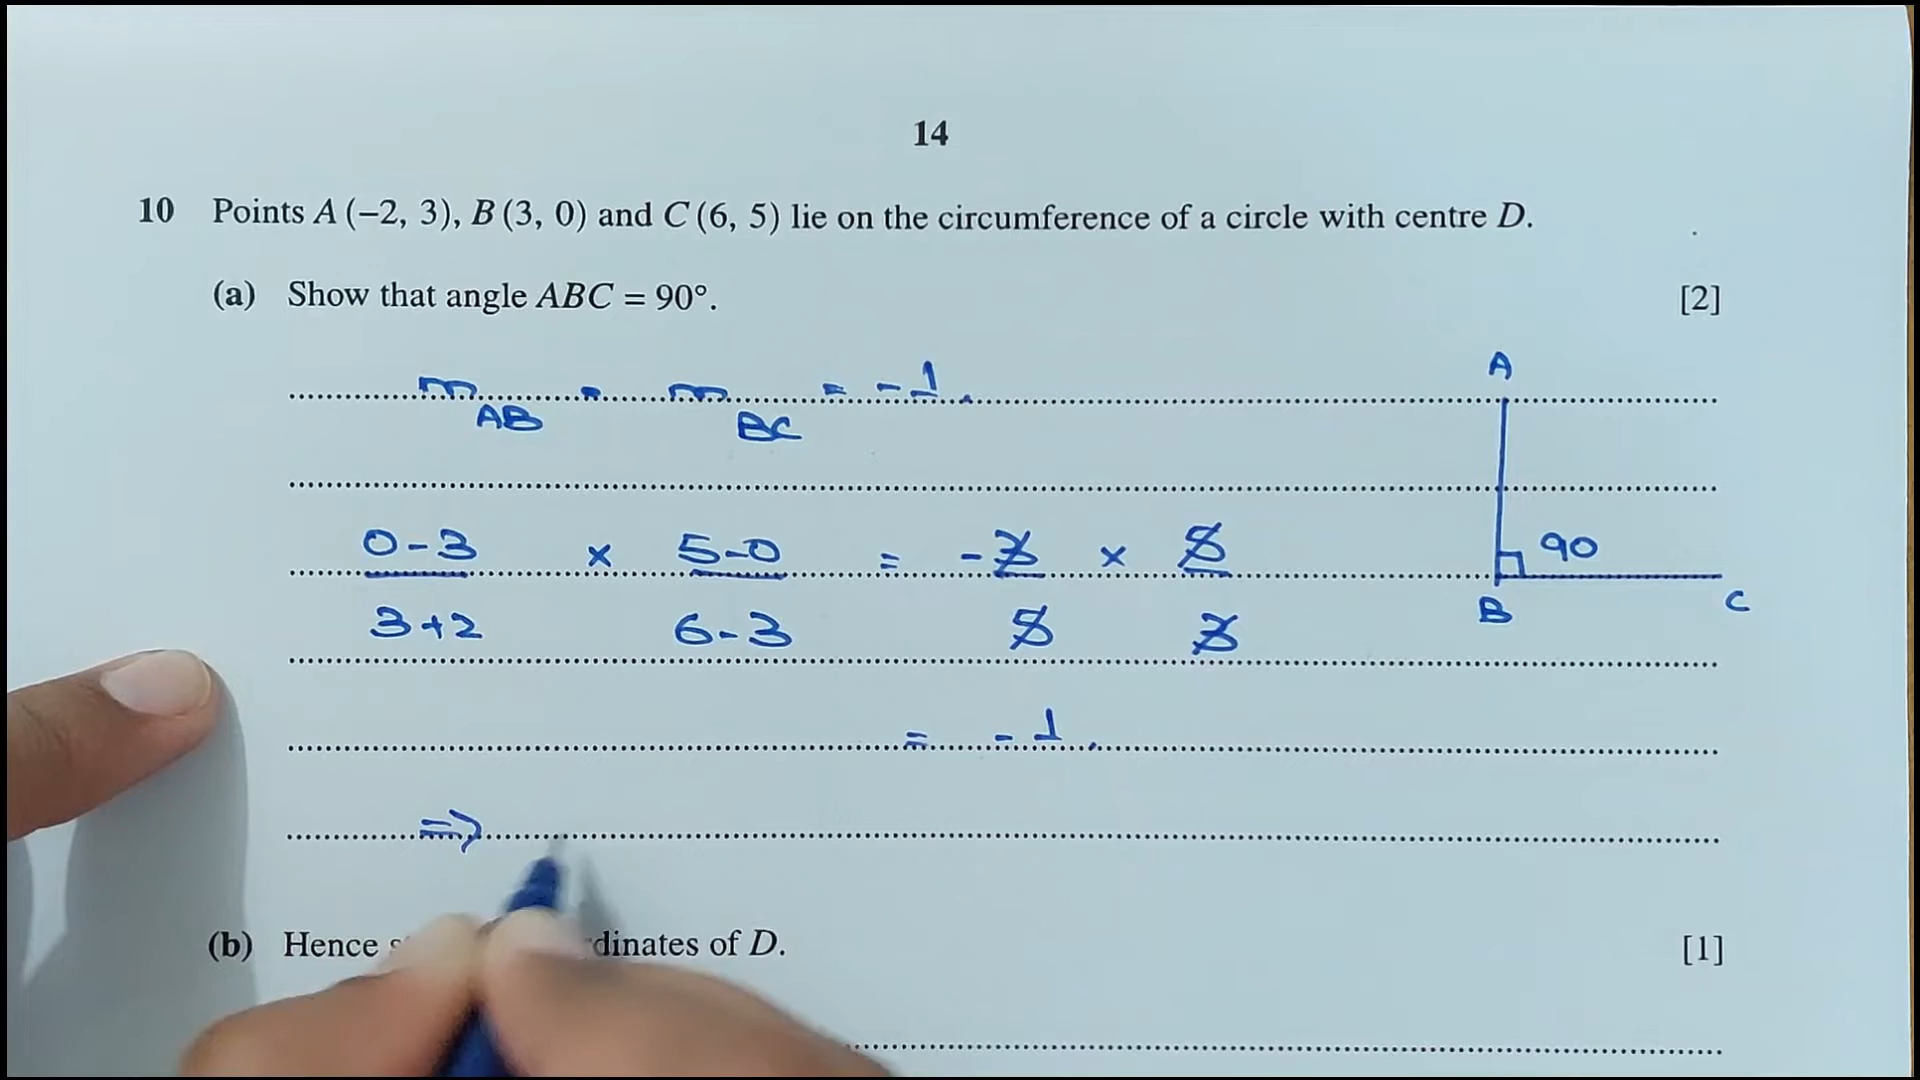 14
10 Points A (−2, 3), B (3, 0) and C (6, 5) lie on the circumference of a circle with centre D.
(a) Show that angle ABC = 90°. [2]
m_AB · m_BC = -1.
A
0-3 × 5-0 = -3 × 5
90
3+2 6-3 5 3
B C
= -1.
=>
(b) Hence dinates of D. [1]